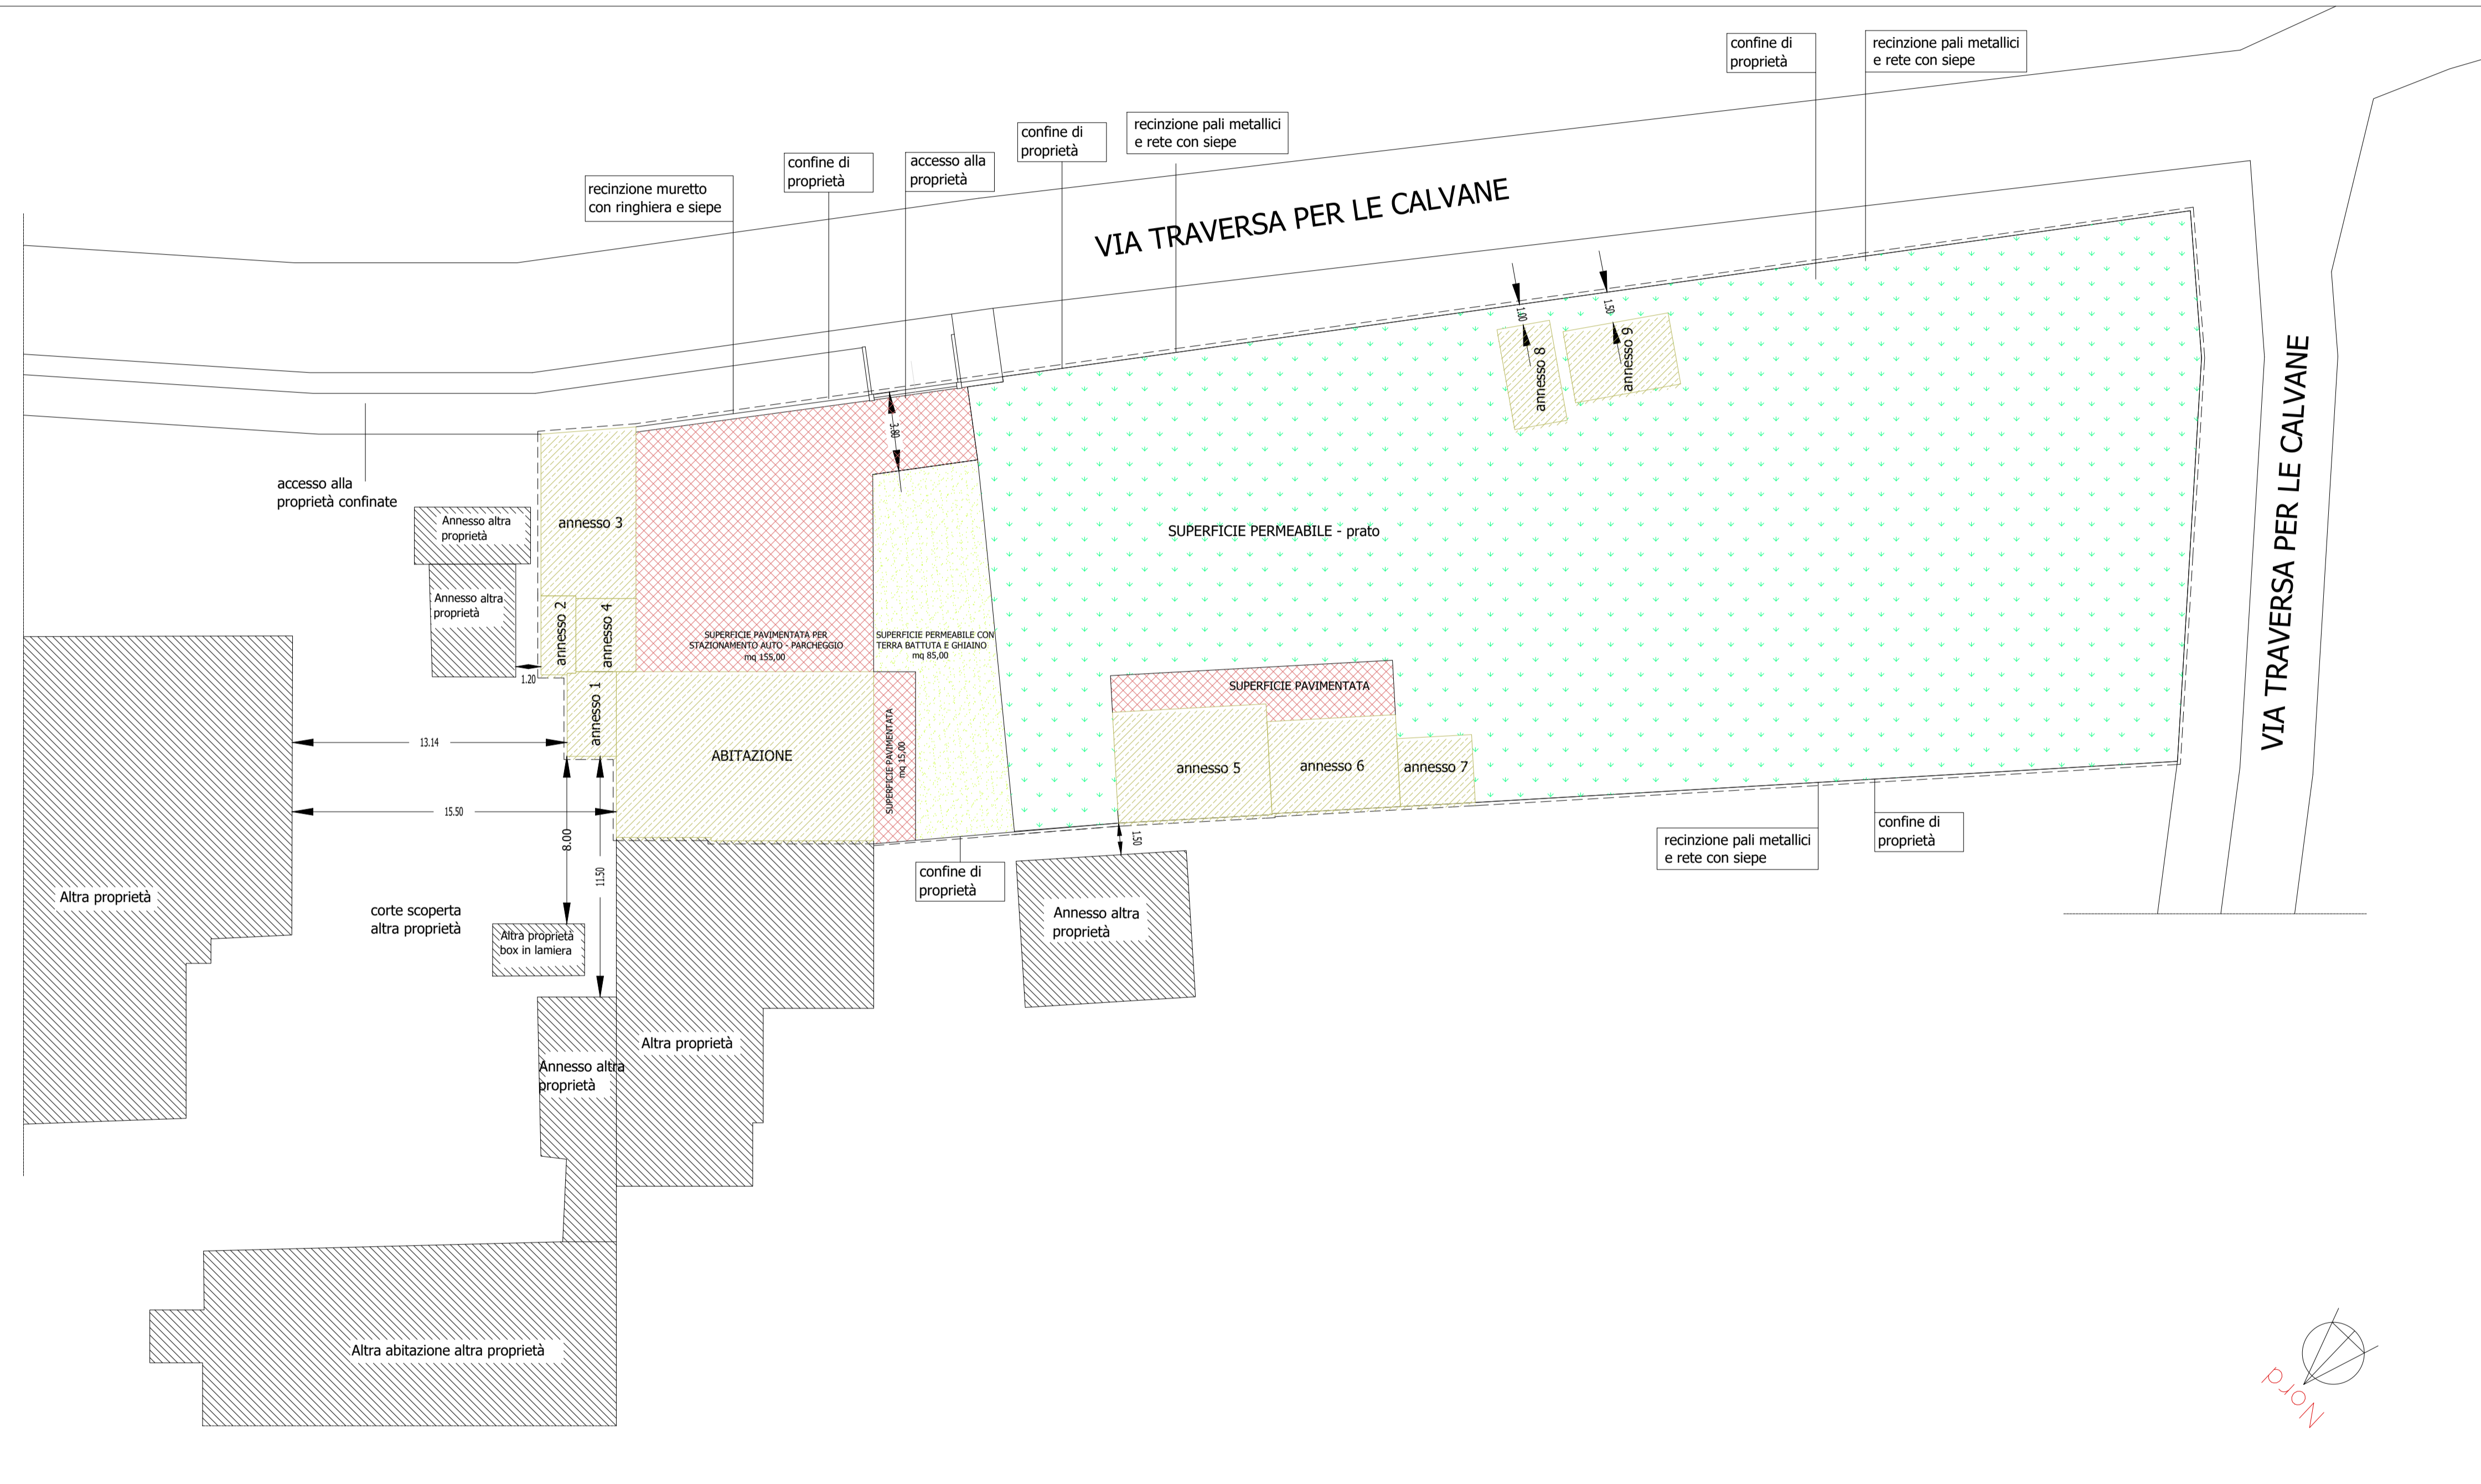 confine di
proprietà
recinzione pali metallici
e rete con siepe
recinzione pali metallici
e rete con siepe
confine di
proprietà
confine di
proprietà
accesso alla
proprietà
recinzione muretto
con ringhiera e siepe
VIA TRAVERSA PER LE CALVANE
1.00
1.50
annesso 8
annesso 9
VIA TRAVERSA PER LE CALVANE
3.80
accesso alla
proprietà confinate
Annesso altra
proprietà
annesso 3
SUPERFICIE PERMEABILE - prato
Annesso altra
proprietà
annesso 2
annesso 4
SUPERFICIE PAVIMENTATA PER
STAZIONAMENTO AUTO - PARCHEGGIO
mq 155,00
SUPERFICIE PERMEABILE CON
TERRA BATTUTA E GHIAINO
mq 85,00
1.20
annesso 1
SUPERFICIE PAVIMENTATA
13.14
ABITAZIONE
SUPERFICIE PAVIMENTATA
mq 15,00
annesso 5
annesso 6
annesso 7
15.50
8.00
11.50
1.50
recinzione pali metallici
e rete con siepe
confine di
proprietà
confine di
proprietà
Altra proprietà
corte scoperta
altra proprietà
Annesso altra
proprietà
Altra proprietà
box in lamiera
Altra proprietà
Annesso altra
proprietà
Altra abitazione altra proprietà
Nord